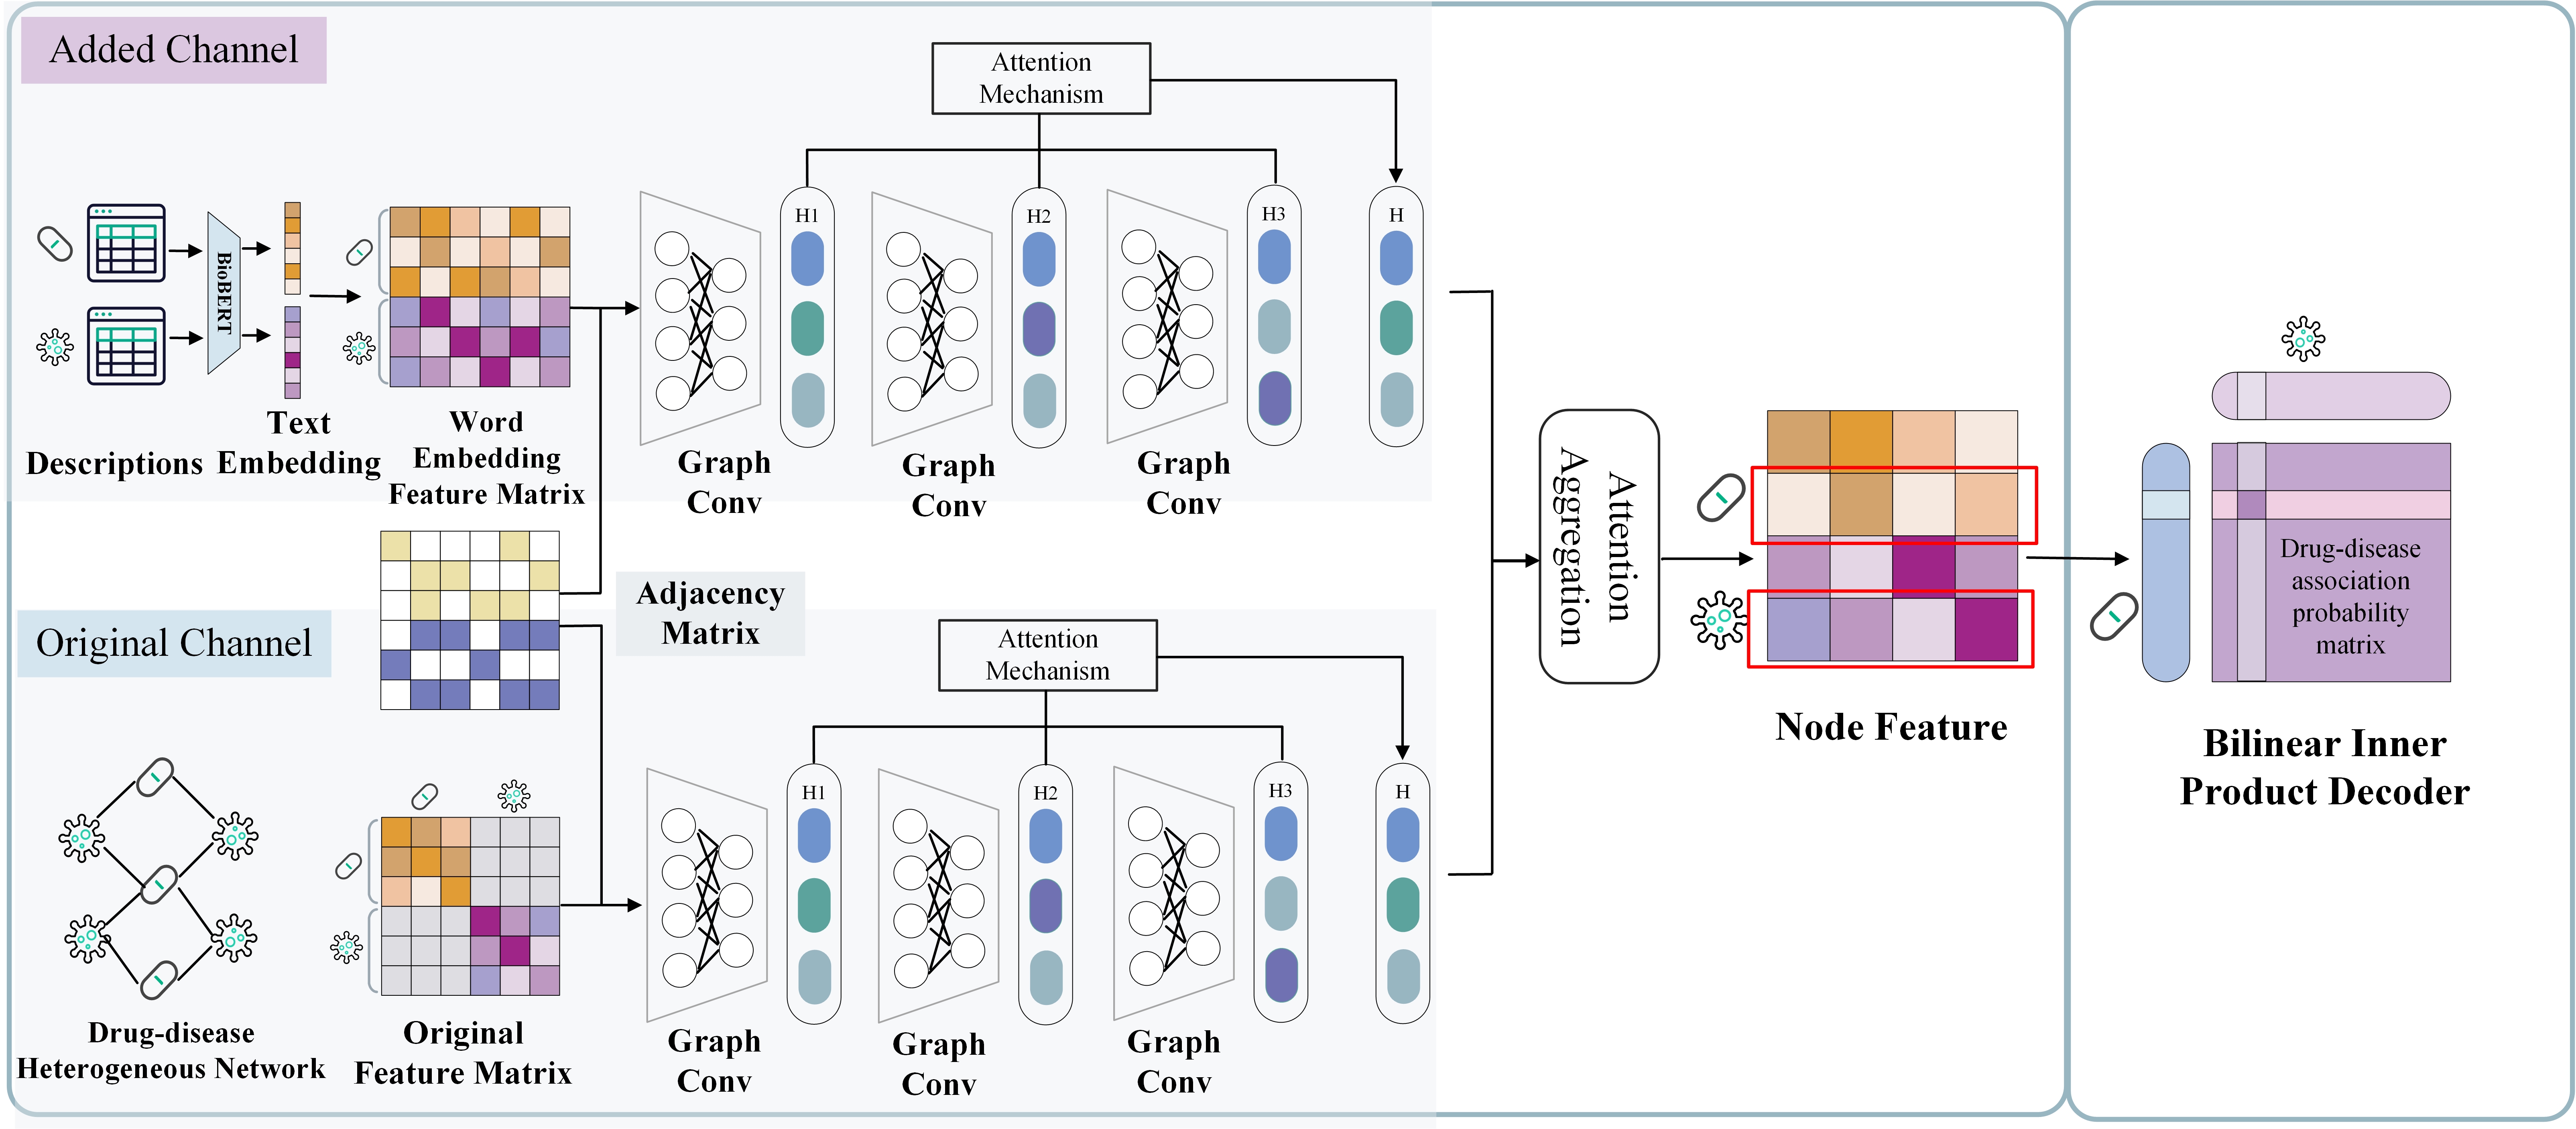 Added Channel
Attention
Mechanism
BioBERT
H1
H2
H3
H
Descriptions
Text
Embedding
Word
Embedding
Feature Matrix
Graph
Conv
Graph
Conv
Graph
Conv
Adjacency
Matrix
Original Channel
Attention
Mechanism
H1
H2
H3
H
Drug-disease
Heterogeneous Network
Original
Feature Matrix
Graph
Conv
Graph
Conv
Graph
Conv
Attention
Aggregation
Node Feature
Drug-disease
association
probability
matrix
Bilinear Inner
Product Decoder